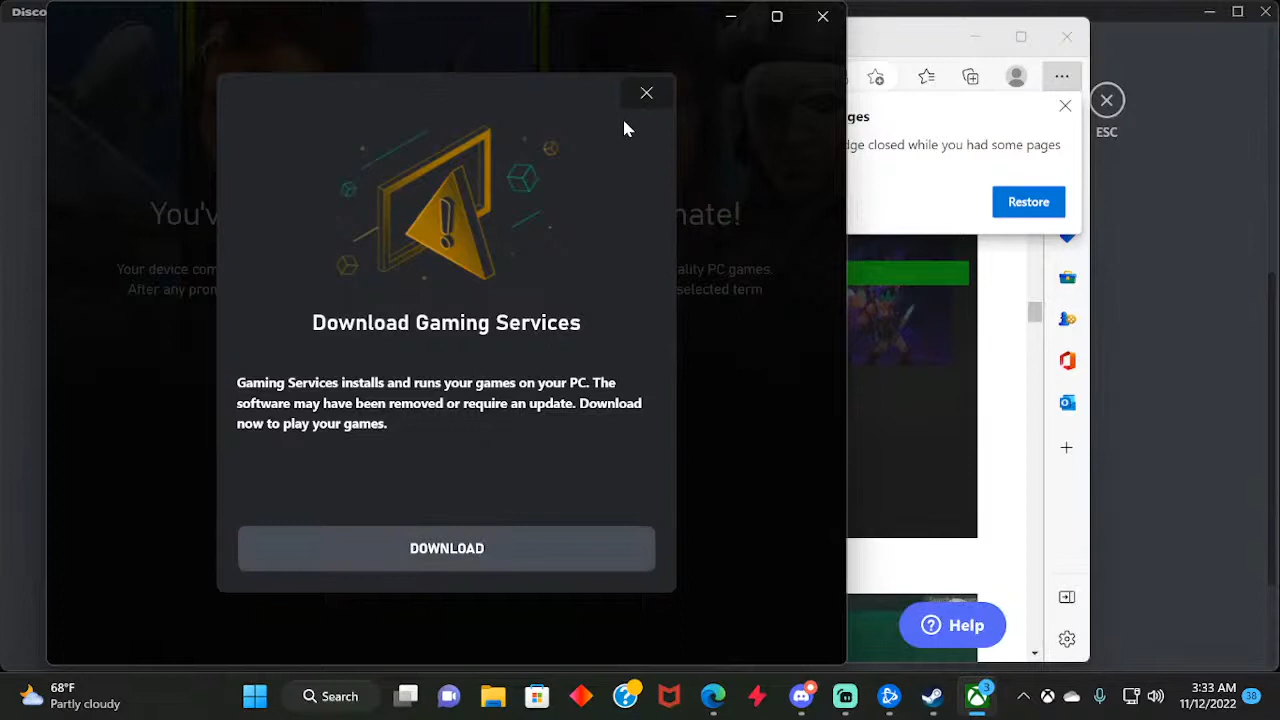 Disco
ESC
ges
dge closed while you had some pages
Restore
You'v
mate!
Your device com
ality PC games.
After any prom
selected term
Download Gaming Services
Gaming Services installs and runs your games on your PC. The
software may have been removed or require an update. Download
now to play your games.
DOWNLOAD
Help
68°F
Partly cloudy
Search
3
3:33 AM
11/12/2022
38